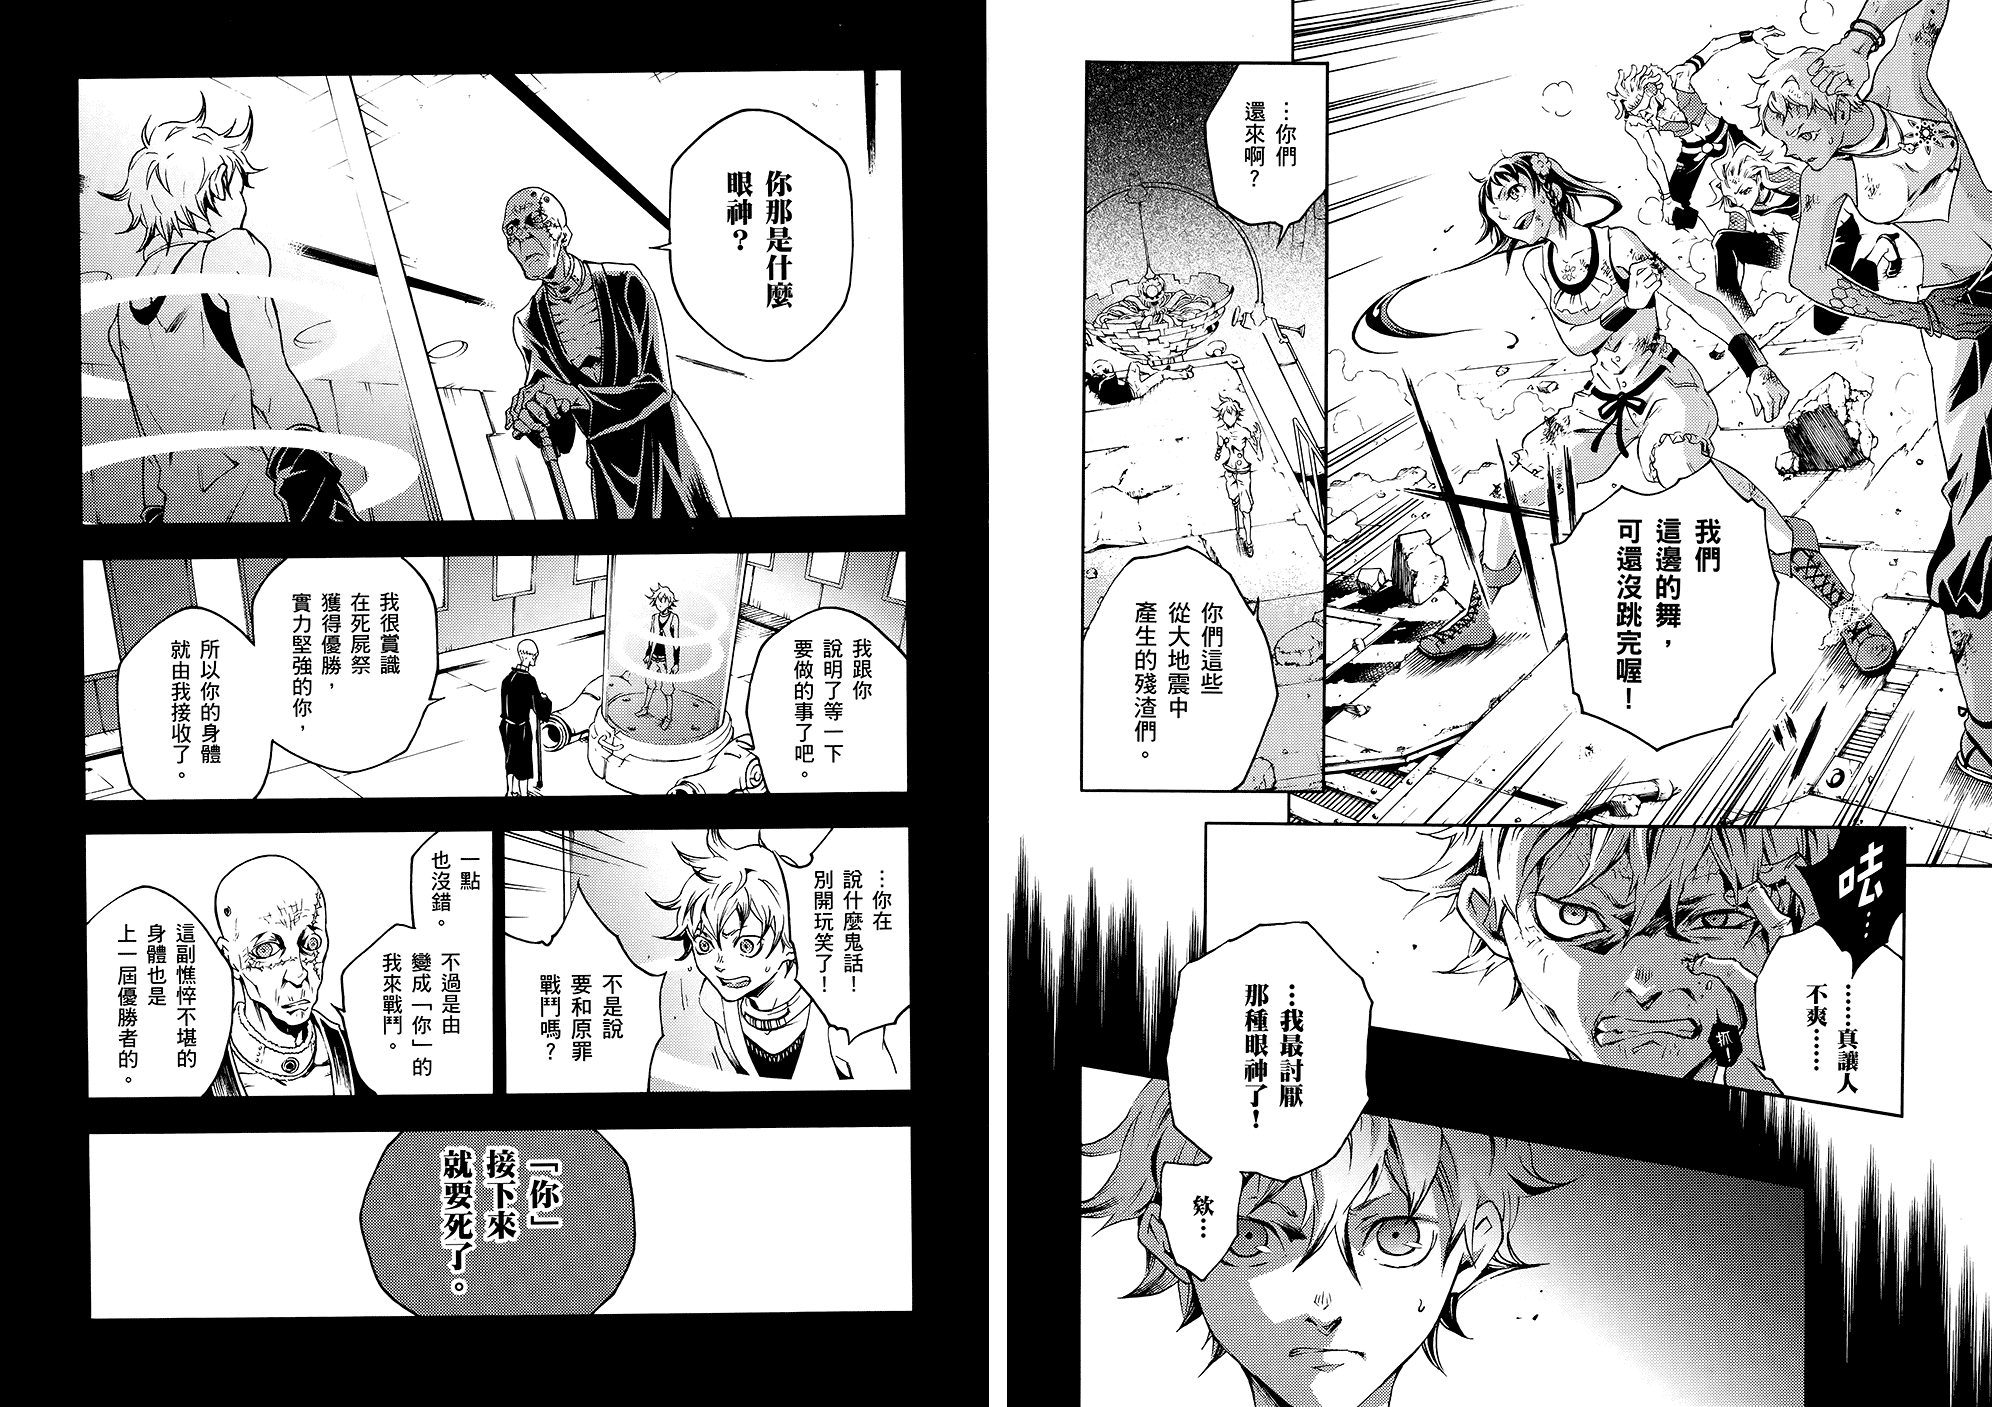 我們
這邊的舞，
可還沒跳完喔！
…你們
還來啊？
你們這些
從大地震中
產生的殘渣們。
呿…
……真讓人
不爽……
抓—
…我最討厭
那種眼神了！
欸…
你那是什麼
眼神？
我跟你
說明了等一下
要做的事了吧。
我很賞識
在死屍祭
獲得優勝，
實力堅強的你，
所以你的身體
就由我接收了。
…你在
說什麼鬼話！
別開玩笑了！
不是說
要和原罪
戰鬥嗎？
一點
也沒錯。
不過是由
變成「你」的
我來戰鬥。
這副憔悴不堪的
身體也是
上一屆優勝者的。
「你」
接下來
就要死了。